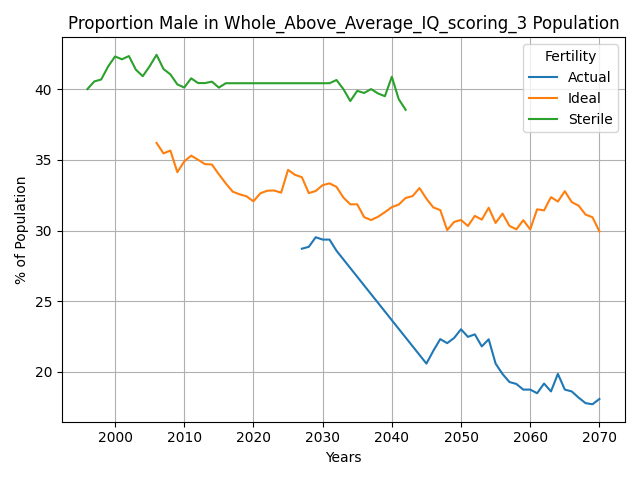 Proportion Male in Whole_Above_Average_IQ_scoring_3 Population
Fertility
Actual
Ideal
Sterile
% of Population
40
35
30
25
20
2000 2010 2020 2030 2040 2050 2060 2070
Years